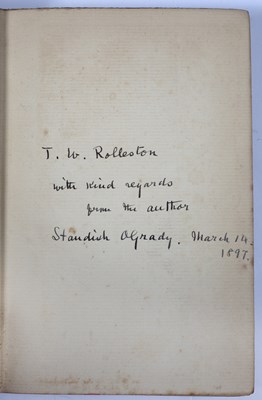 T. W. Rolleston
with kind regards
from the author
Standish O'Grady. March 14.
1897.